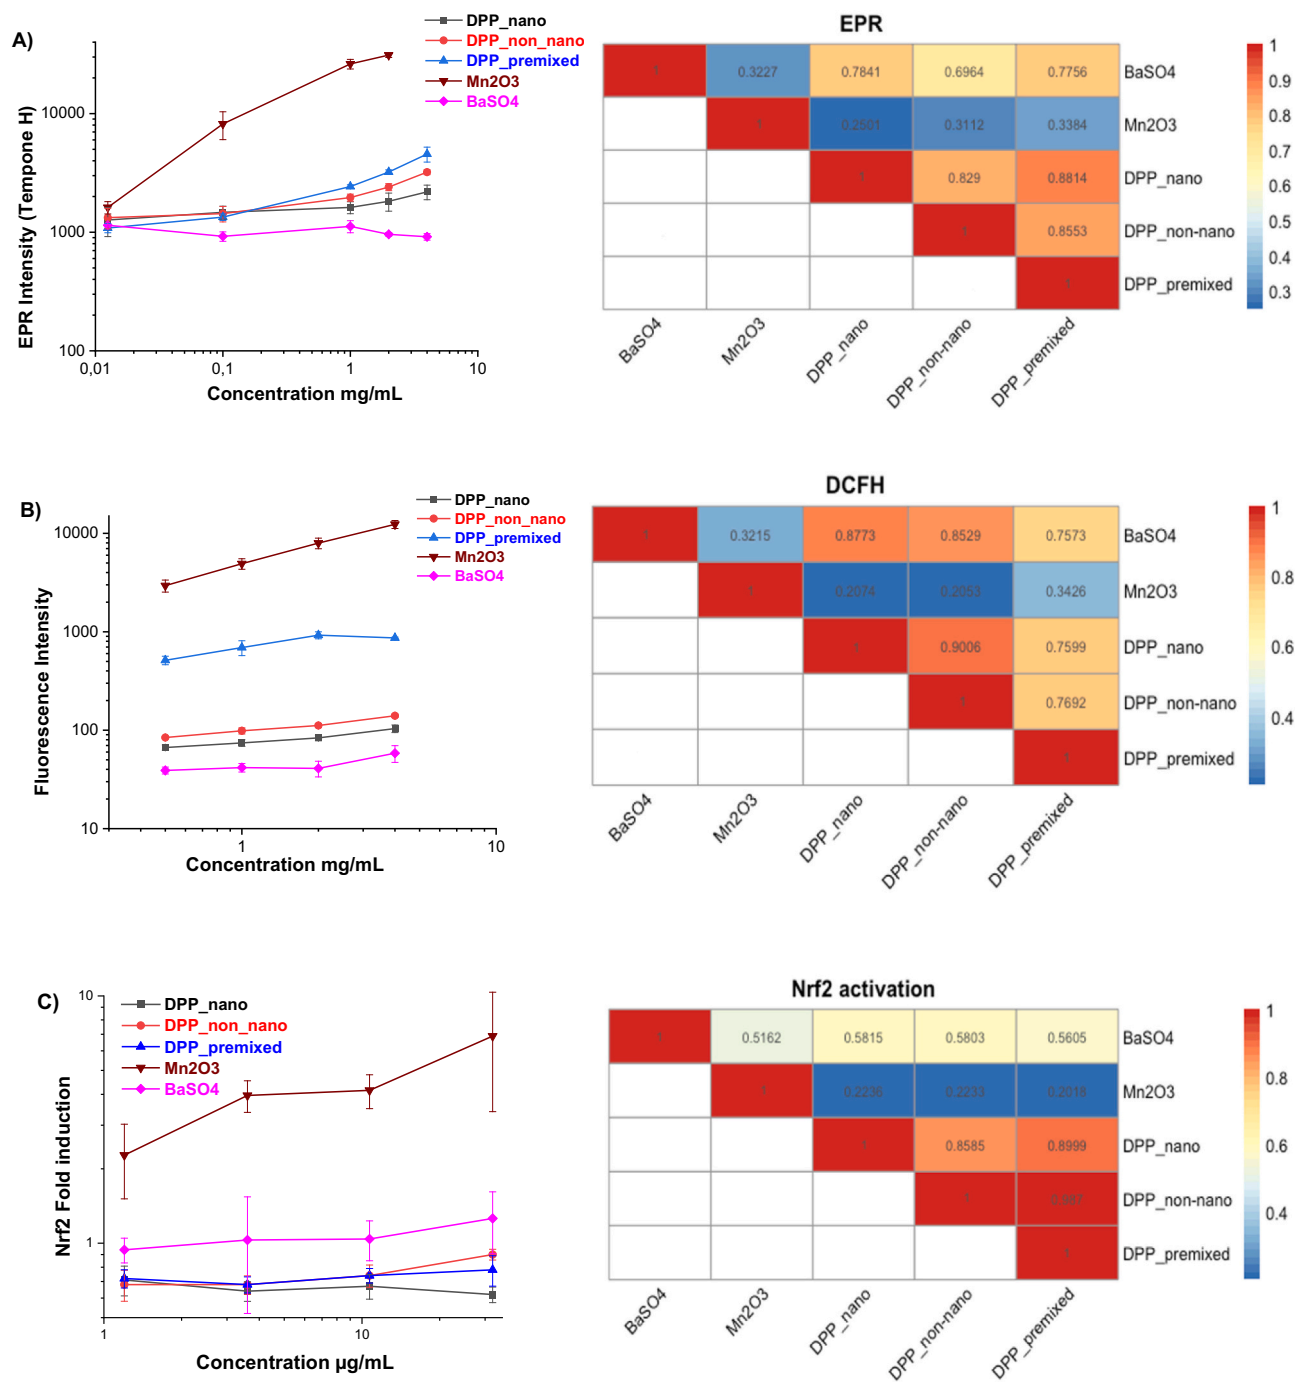 A)
DPP_nano
DPP_non_nano
DPP_premixed
Mn2O3
BaSO4
10000
1000
100
0,01
0,1
1
10
EPR Intensity (Tempone H)
Concentration mg/mL
EPR
1 0.3227 0.7841 0.6964 0.7756 BaSO4
1 0.2501 0.3112 0.3384 Mn2O3
1 0.829 0.8814 DPP_nano
1 0.8553 DPP_non-nano
1 DPP_premixed
BaSO4
Mn2O3
DPP_nano
DPP_non-nano
DPP_premixed
1
0.9
0.8
0.7
0.6
0.5
0.4
0.3
B)
DPP_nano
DPP_non_nano
DPP_premixed
Mn2O3
BaSO4
10000
1000
100
10
1
10
Fluorescence Intensity
Concentration mg/mL
DCFH
1 0.3215 0.8773 0.8529 0.7573 BaSO4
1 0.2074 0.2053 0.3426 Mn2O3
1 0.9006 0.7599 DPP_nano
1 0.7692 DPP_non-nano
1 DPP_premixed
BaSO4
Mn2O3
DPP_nano
DPP_non-nano
DPP_premixed
1
0.8
0.6
0.4
C)
DPP_nano
DPP_non_nano
DPP_premixed
Mn2O3
BaSO4
10
1
1
10
Nrf2 Fold induction
Concentration µg/mL
Nrf2 activation
1 0.5162 0.5815 0.5803 0.5605 BaSO4
1 0.2236 0.2233 0.2018 Mn2O3
1 0.8585 0.8999 DPP_nano
1 DPP_non-nano
1 DPP_premixed
BaSO4
Mn2O3
DPP_nano
DPP_non-nano
DPP_premixed
1
0.8
0.6
0.4